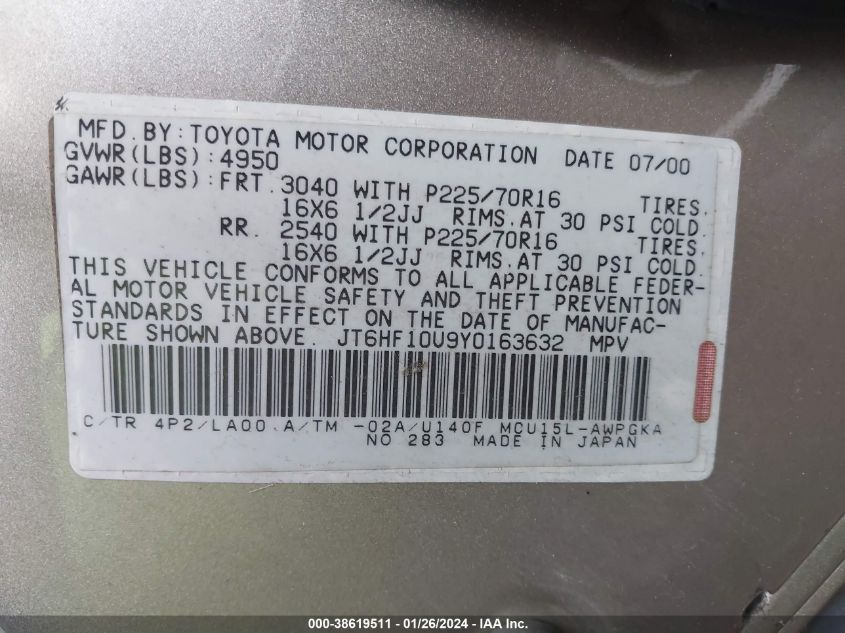 MFD. BY: TOYOTA MOTOR CORPORATION DATE 07/00
GVWR(LBS): 4950
GAWR(LBS): FRT. 3040 WITH P225/70R16 TIRES.
16X6 1/2JJ RIMS. AT 30 PSI COLD.
RR. 2540 WITH P225/70R16 TIRES.
16X6 1/2JJ RIMS. AT 30 PSI COLD.
THIS VEHICLE CONFORMS TO ALL APPLICABLE FEDER-
AL MOTOR VEHICLE SAFETY AND THEFT PREVENTION
STANDARDS IN EFFECT ON THE DATE OF MANUFAC-
TURE SHOWN ABOVE. JT6HF10U9Y0163632 MPV
C/TR 4P2/LA00 A/TM -02A/U140F MCU15L-AWPGKA
NO 283 MADE IN JAPAN
000-38619511 - 01/26/2024 - IAAI Inc.